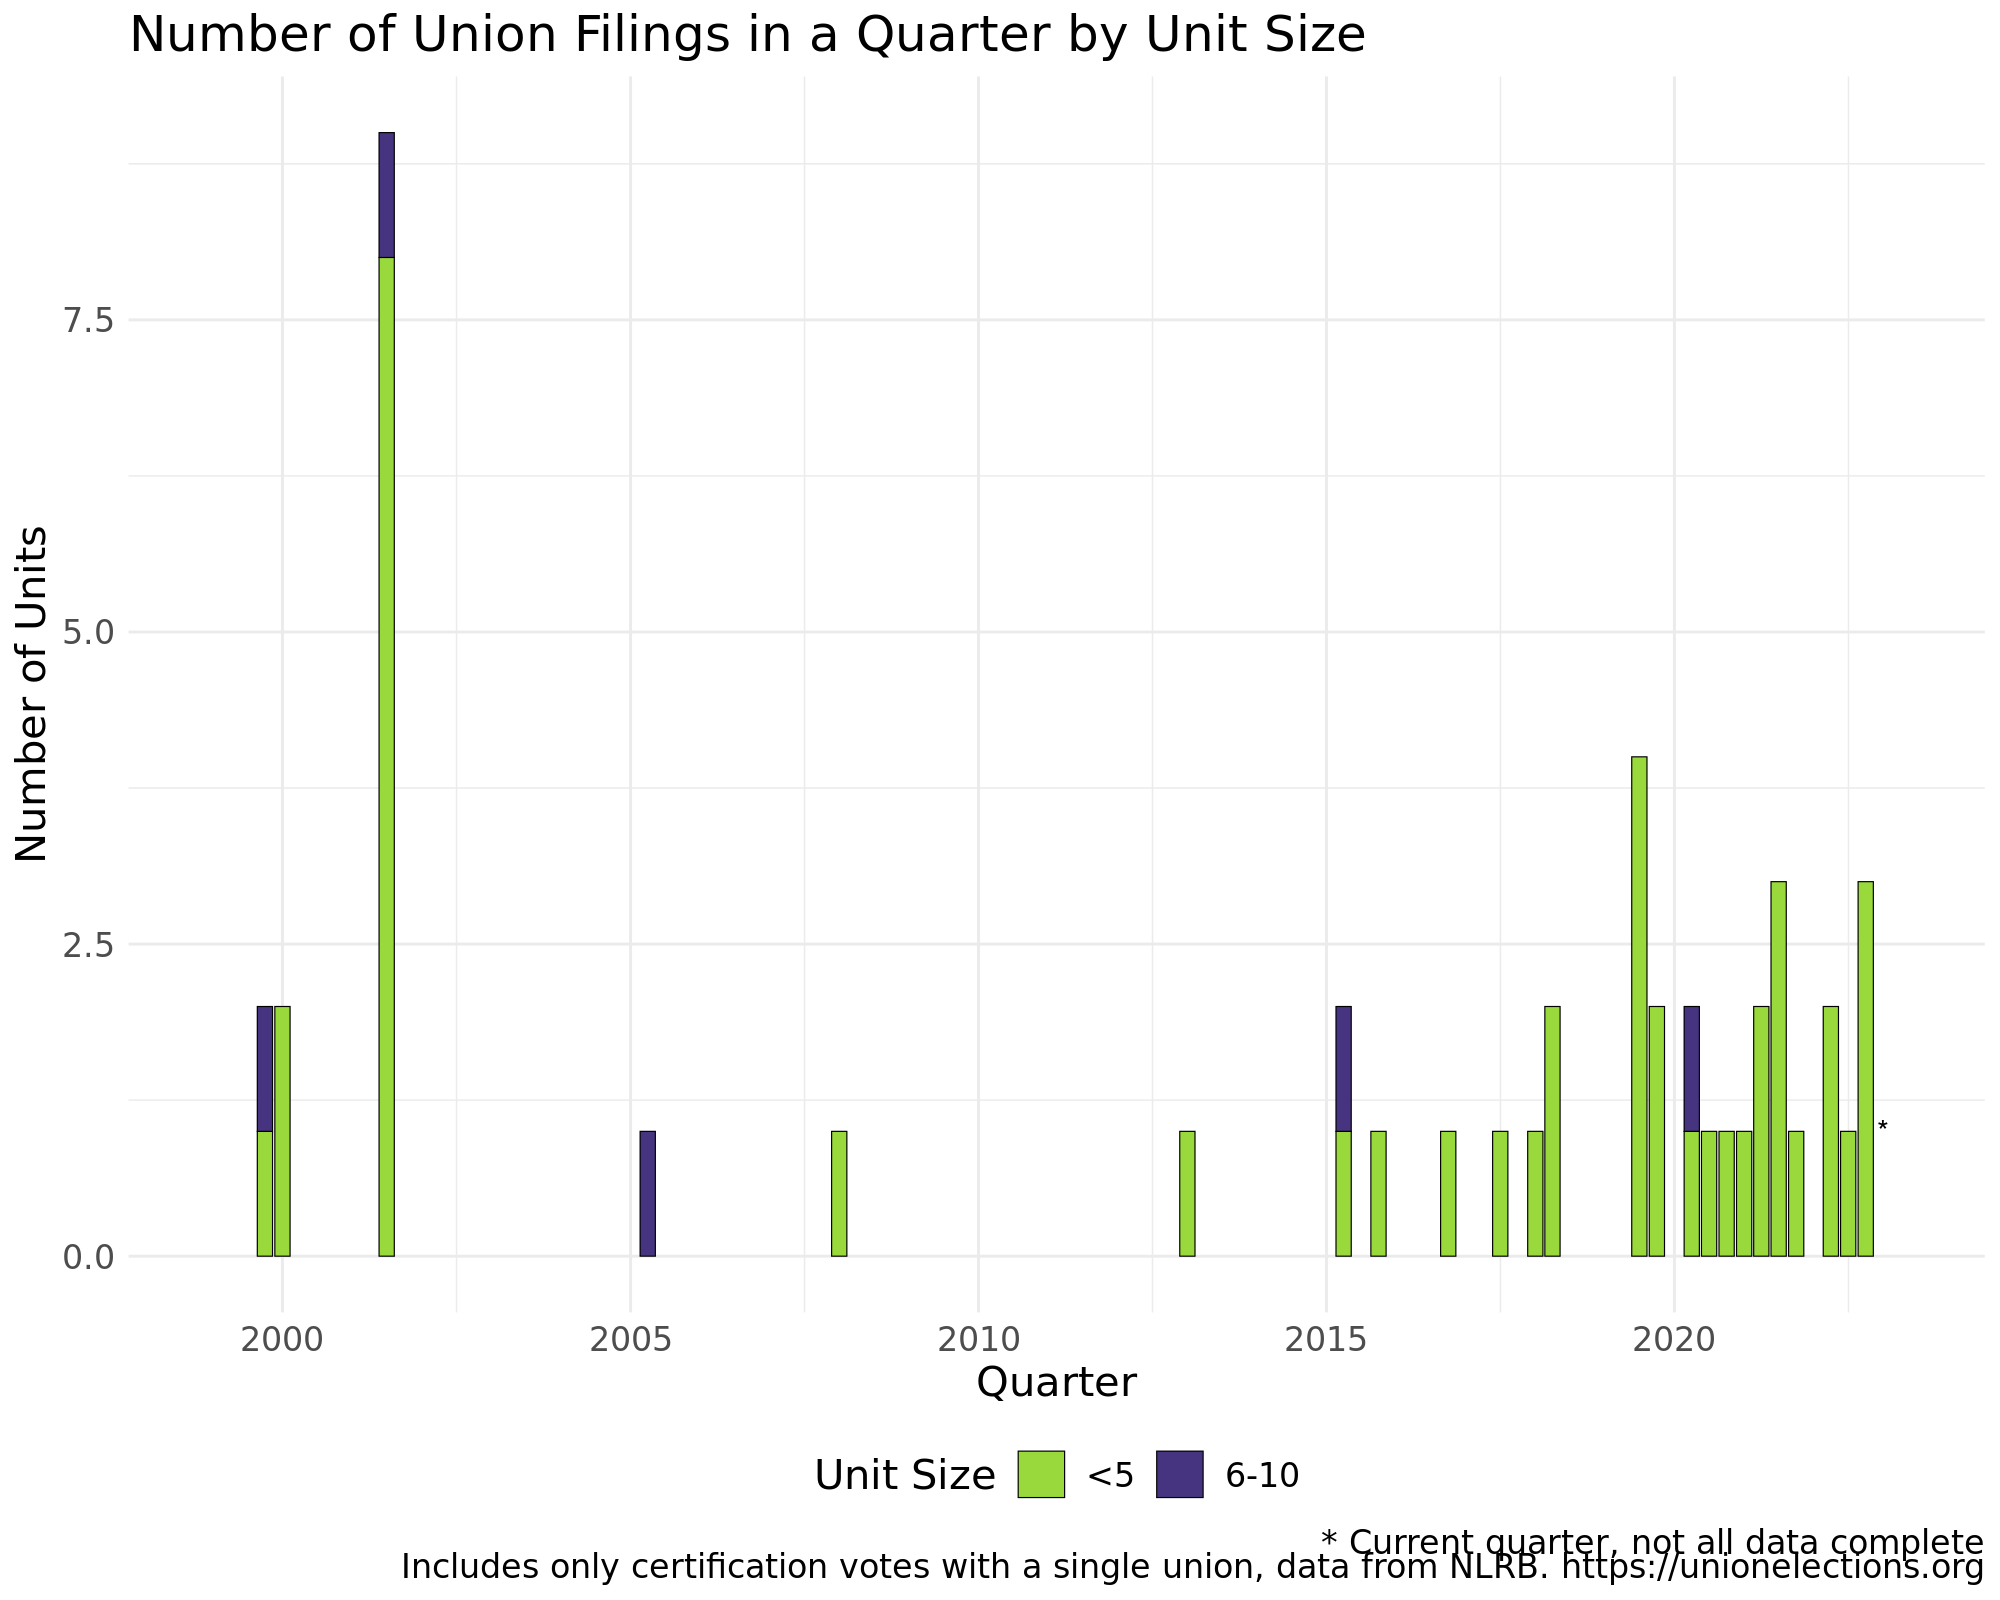 Number of Union Filings in a Quarter by Unit Size
Number of Units
7.5
5.0
2.5
0.0
*
2000 2005 2010 2015 2020
Quarter
Unit Size <5 6-10
* Current quarter, not all data complete
Includes only certification votes with a single union, data from NLRB. https://unionelections.org